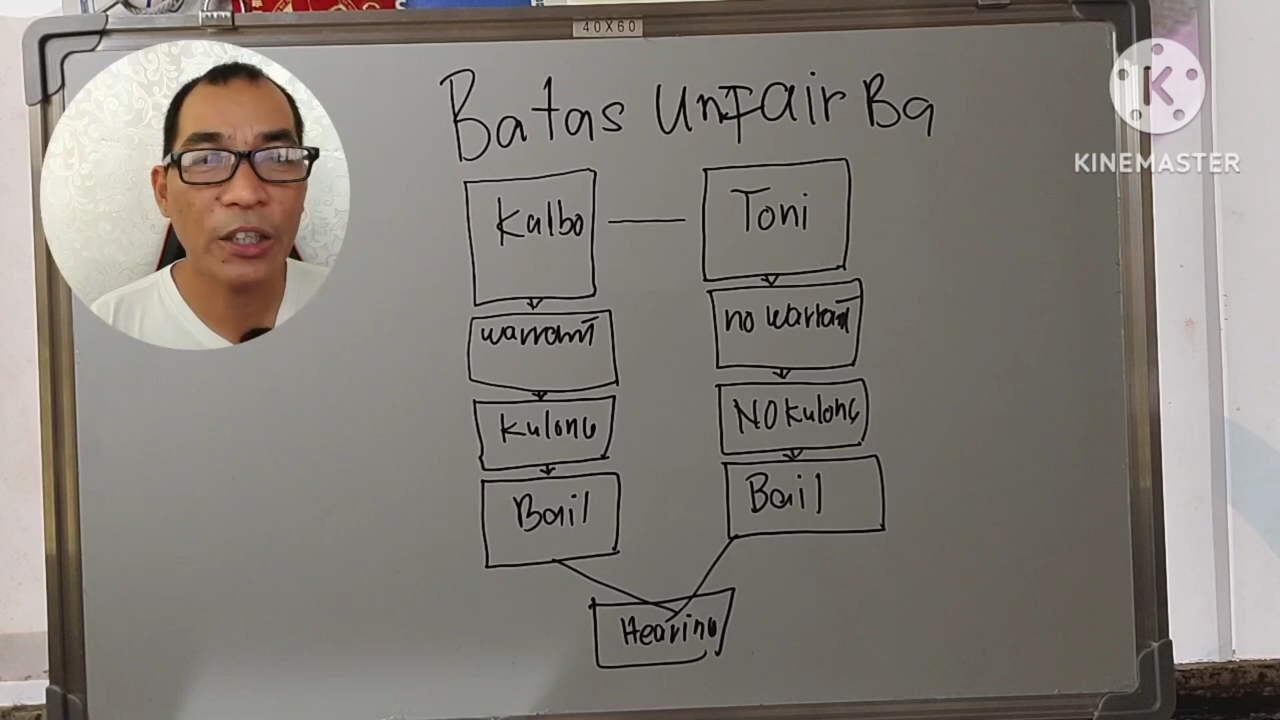 40X60
Batas UnFair Ba
KINEMASTER
Kalbo
Toni
warrant
no warrant
Kulong
NO Kulong
Bail
Bail
Hearing